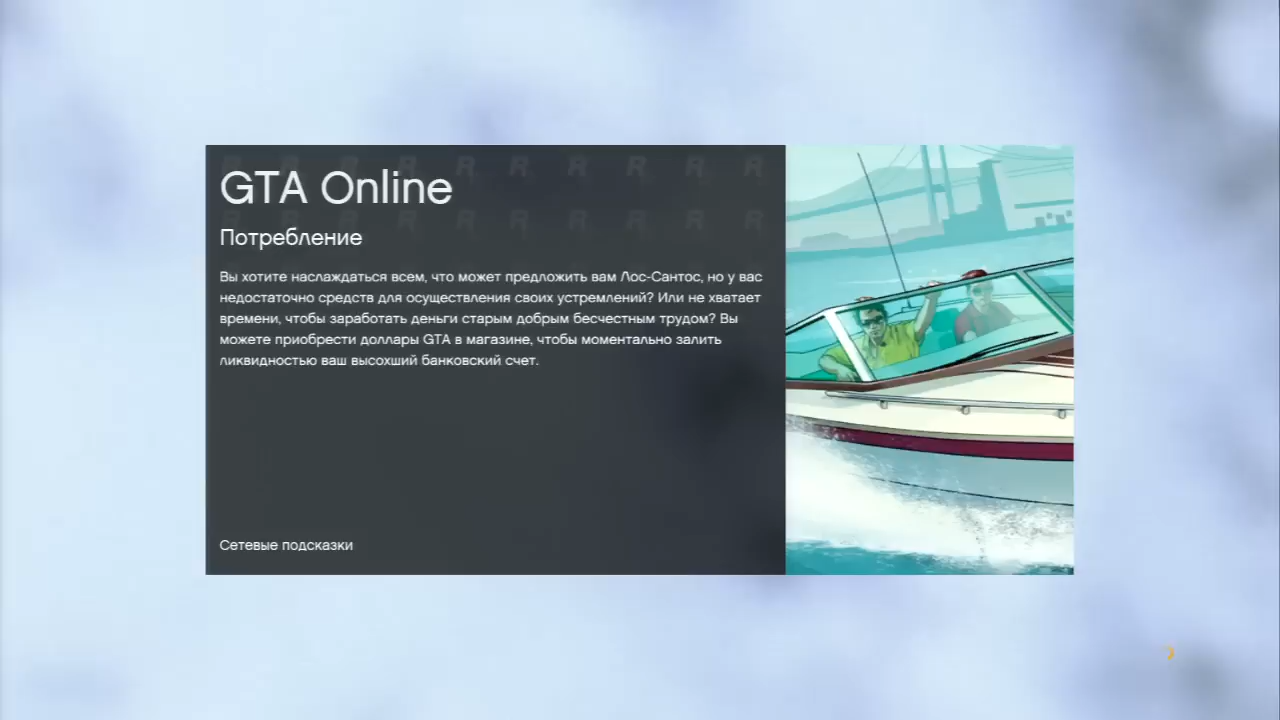 GTA Online
Потребление
Вы хотите наслаждаться всем, что может предложить вам Лос-Сантос, но у вас
недостаточно средств для осуществления своих устремлений? Или не хватает
времени, чтобы заработать деньги старым добрым бесчестным трудом? Вы
можете приобрести доллары GTA в магазине, чтобы моментально залить
ликвидностью ваш высохший банковский счет.
Сетевые подсказки